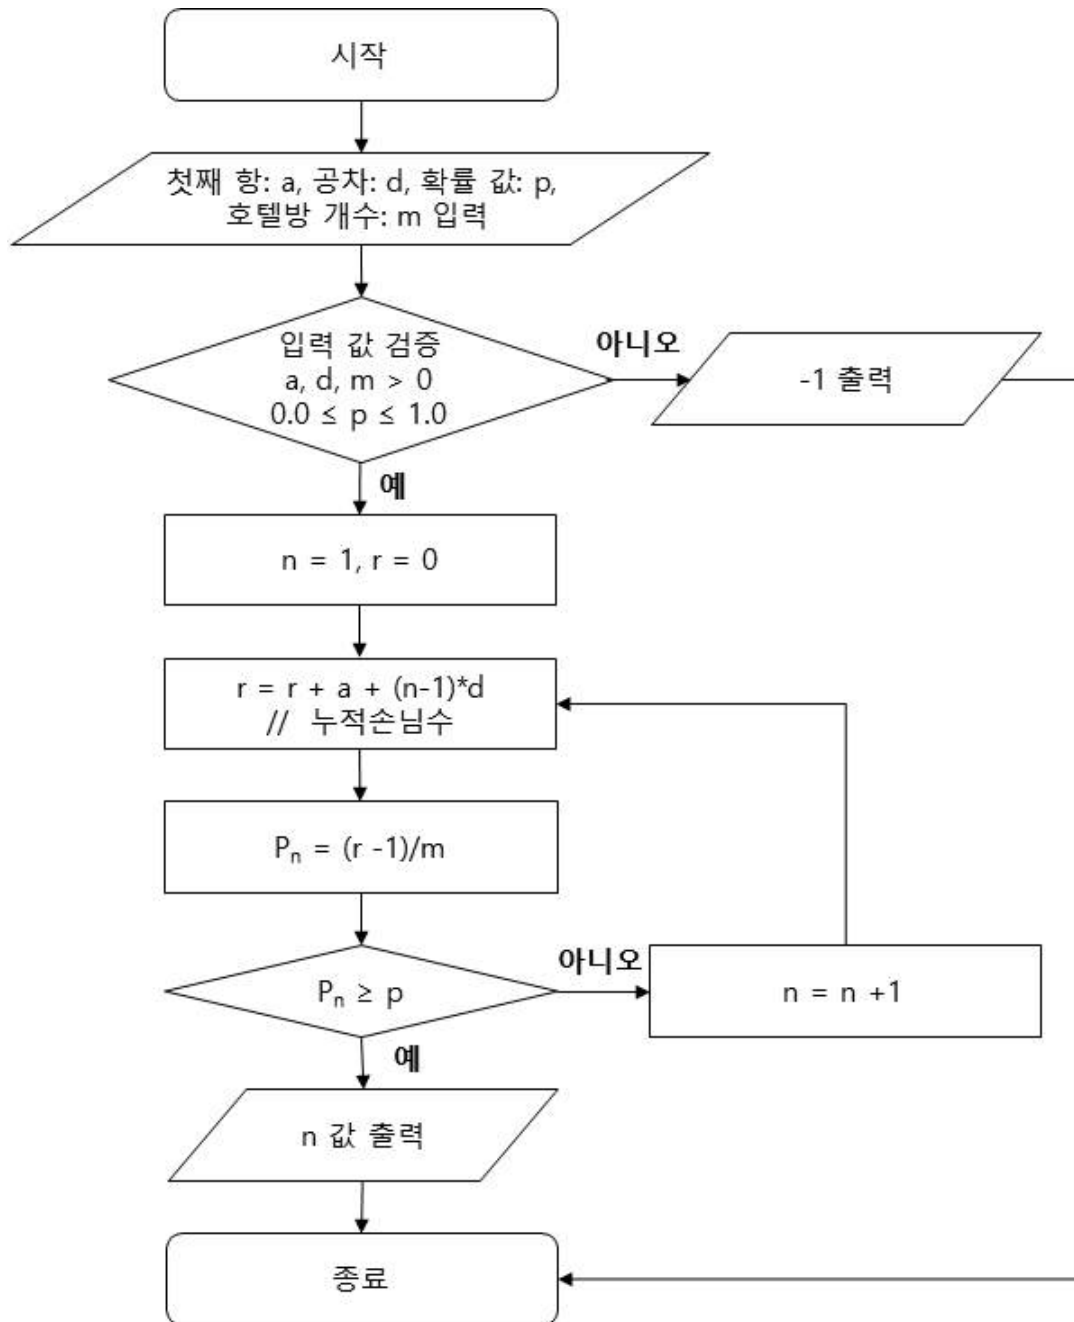 시작
첫째 항: a, 공차: d, 확률 값: p,
호텔방 개수: m 입력
입력 값 검증
a, d, m > 0
0.0 ≤ p ≤ 1.0
아니오
-1 출력
예
n = 1, r = 0
r = r + a + (n-1)*d
// 누적손님수
Pₙ = (r -1)/m
Pₙ ≥ p
아니오
n = n +1
예
n 값 출력
종료